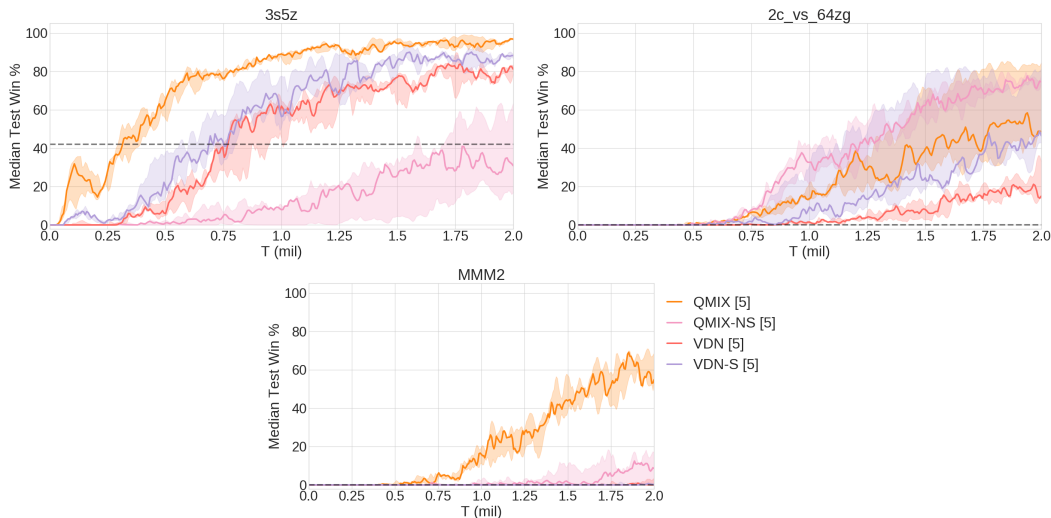 3s5z
2c_vs_64zg
100
80
60
40
20
0
Median Test Win %
0.0 0.25 0.5 0.75 1.0 1.25 1.5 1.75 2.0
T (mil)
100
80
60
40
20
0
Median Test Win %
0.0 0.25 0.5 0.75 1.0 1.25 1.5 1.75 2.0
T (mil)
MMM2
100
80
60
40
20
0
Median Test Win %
0.0 0.25 0.5 0.75 1.0 1.25 1.5 1.75 2.0
T (mil)
QMIX [5]
QMIX-NS [5]
VDN [5]
VDN-S [5]